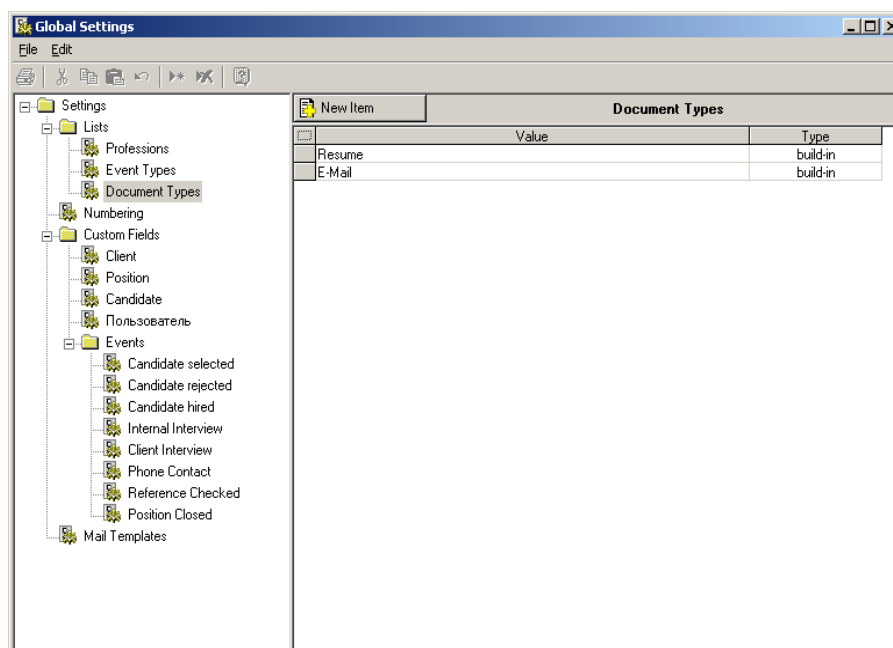 Global Settings
File Edit
Settings
Lists
Professions
Event Types
Document Types
Numbering
Custom Fields
Client
Position
Candidate
Пользователь
Events
Candidate selected
Candidate rejected
Candidate hired
Internal Interview
Client Interview
Phone Contact
Reference Checked
Position Closed
Mail Templates
New Item Document Types
Value Type
Resume build-in
E-Mail build-in